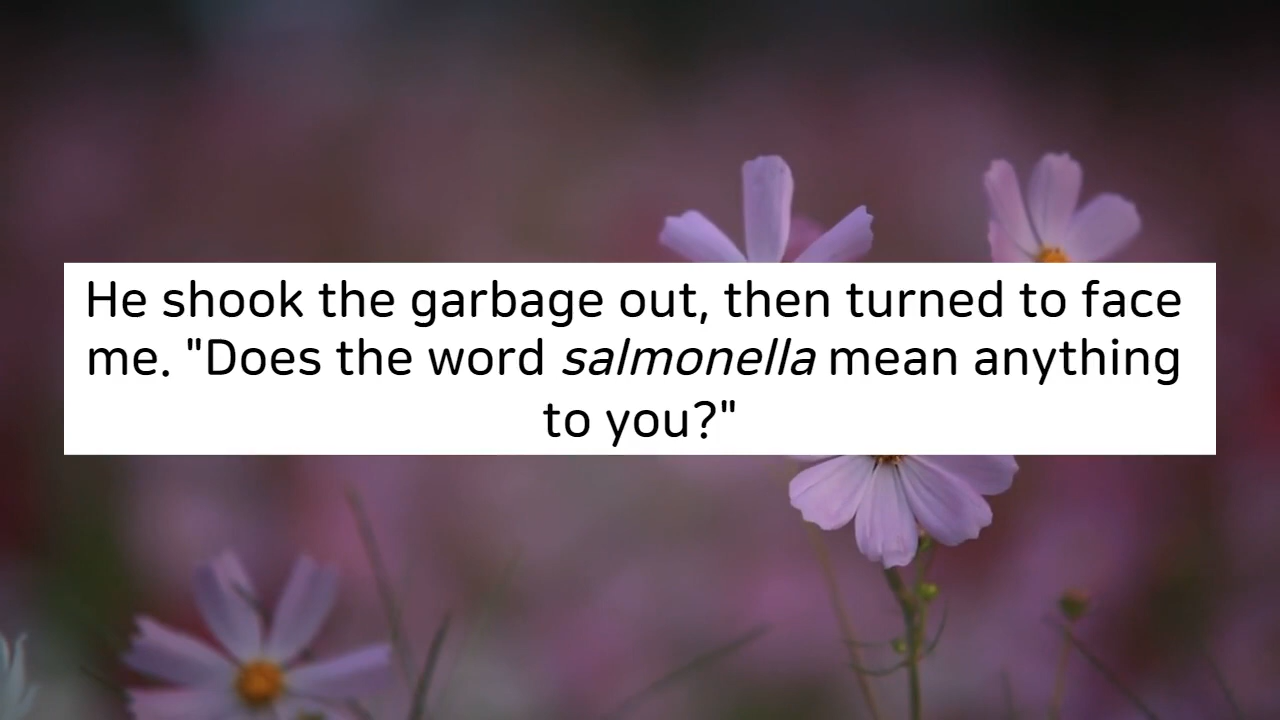 He shook the garbage out, then turned to face
me. "Does the word salmonella mean anything
to you?"